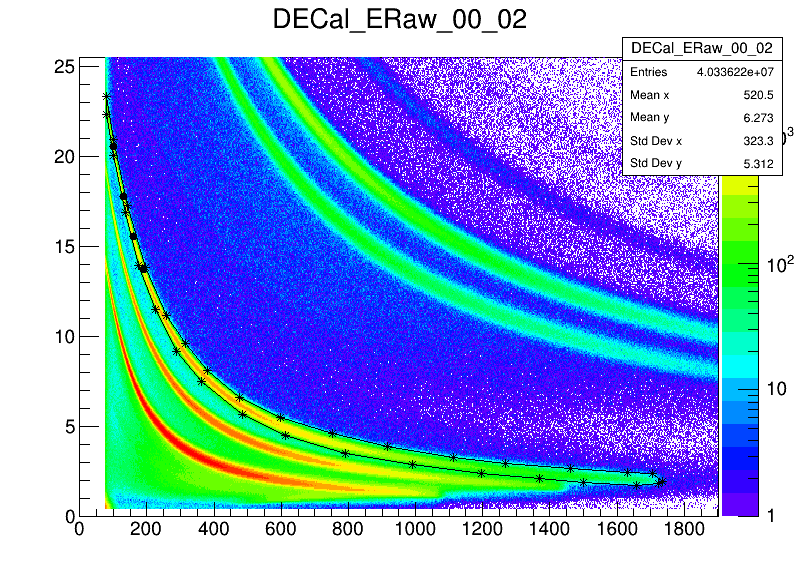 DECal_ERaw_00_02
DECal_ERaw_00_02
Entries 4.033622e+07
Mean x 520.5
Mean y 6.273
Std Dev x 323.3
Std Dev y 5.312
25
20
15
10
5
0
0 200 400 600 800 1000 1200 1400 1600 1800
10²
10
1